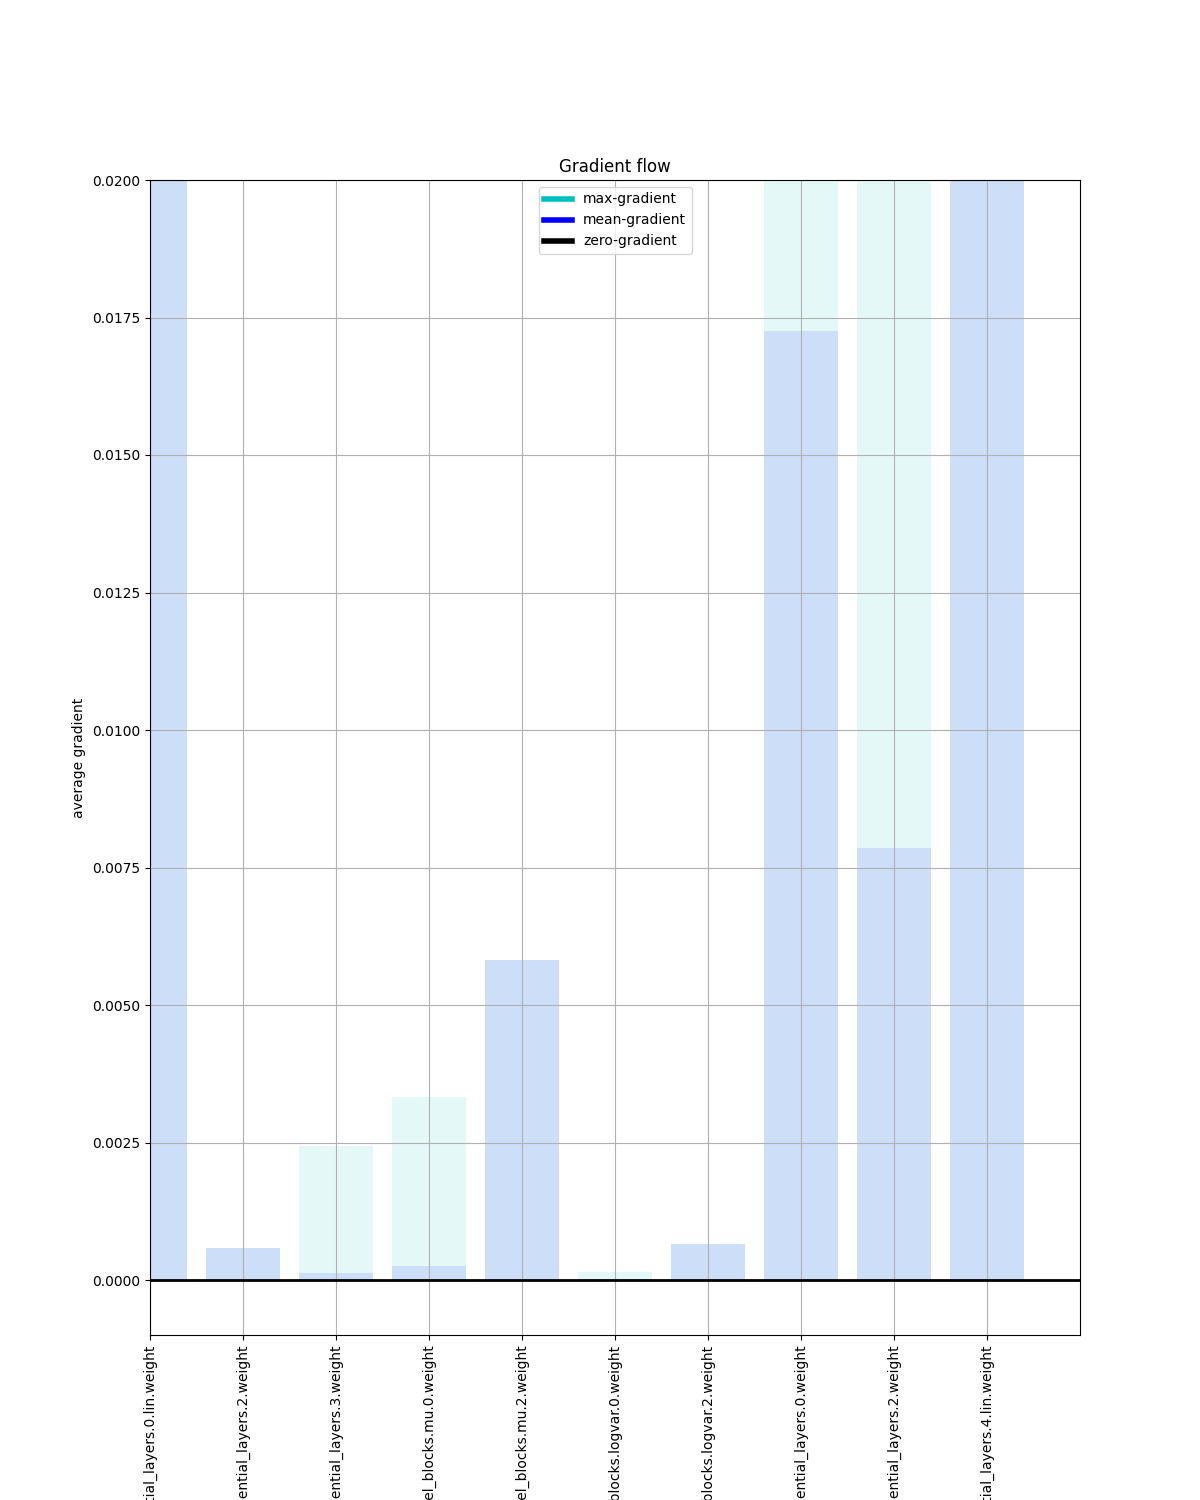 Gradient flow
max-gradient
mean-gradient
zero-gradient
0.0200
0.0175
0.0150
0.0125
0.0100
0.0075
0.0050
0.0025
0.0000
average gradient
tial_layers.0.lin.weight
ential_layers.2.weight
ential_layers.3.weight
el_blocks.mu.0.weight
el_blocks.mu.2.weight
blocks.logvar.0.weight
blocks.logvar.2.weight
ential_layers.0.weight
ential_layers.2.weight
tial_layers.4.lin.weight